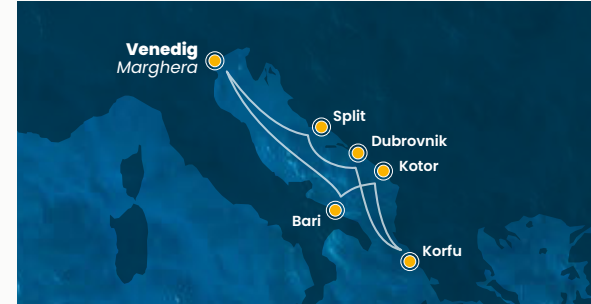 Venedig
Marghera
Split
Dubrovnik
Kotor
Bari
Korfu